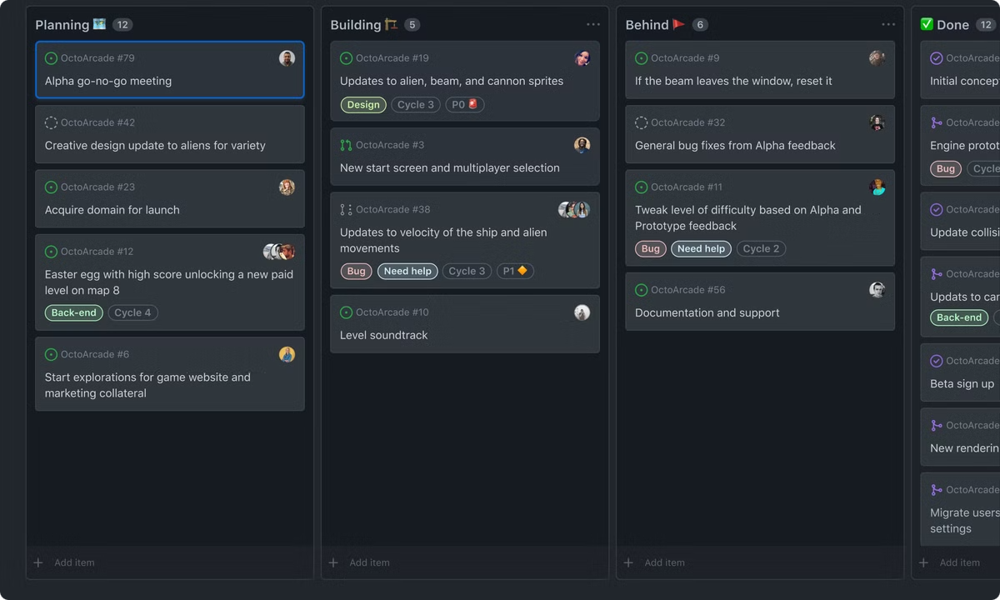 Planning 🗺️ 12
OctoArcade #79
Alpha go-no-go meeting
OctoArcade #42
Creative design update to aliens for variety
OctoArcade #23
Acquire domain for launch
OctoArcade #12
Easter egg with high score unlocking a new paid
level on map 8
Back-end Cycle 4
OctoArcade #6
Start explorations for game website and
marketing collateral
+ Add item
Building 🏗️ 5 ···
OctoArcade #19
Updates to alien, beam, and cannon sprites
Design Cycle 3 P0 🚨
OctoArcade #3
New start screen and multiplayer selection
OctoArcade #38
Updates to velocity of the ship and alien
movements
Bug Need help Cycle 3 P1 🔶
OctoArcade #10
Level soundtrack
+ Add item
Behind 🚩 6 ···
OctoArcade #9
If the beam leaves the window, reset it
OctoArcade #32
General bug fixes from Alpha feedback
OctoArcade #11
Tweak level of difficulty based on Alpha and
Prototype feedback
Bug Need help Cycle 2
OctoArcade #56
Documentation and support
+ Add item
✅ Done 12
OctoArcade
Initial concep
OctoArcade
Engine protot
Bug Cycle
OctoArcade
Update collisi
OctoArcade
Updats to car
Back-end
OctoArcade
Beta sign up
OctoArcade
New renderin
OctoArcade
Migrate users
settings
+ Add item